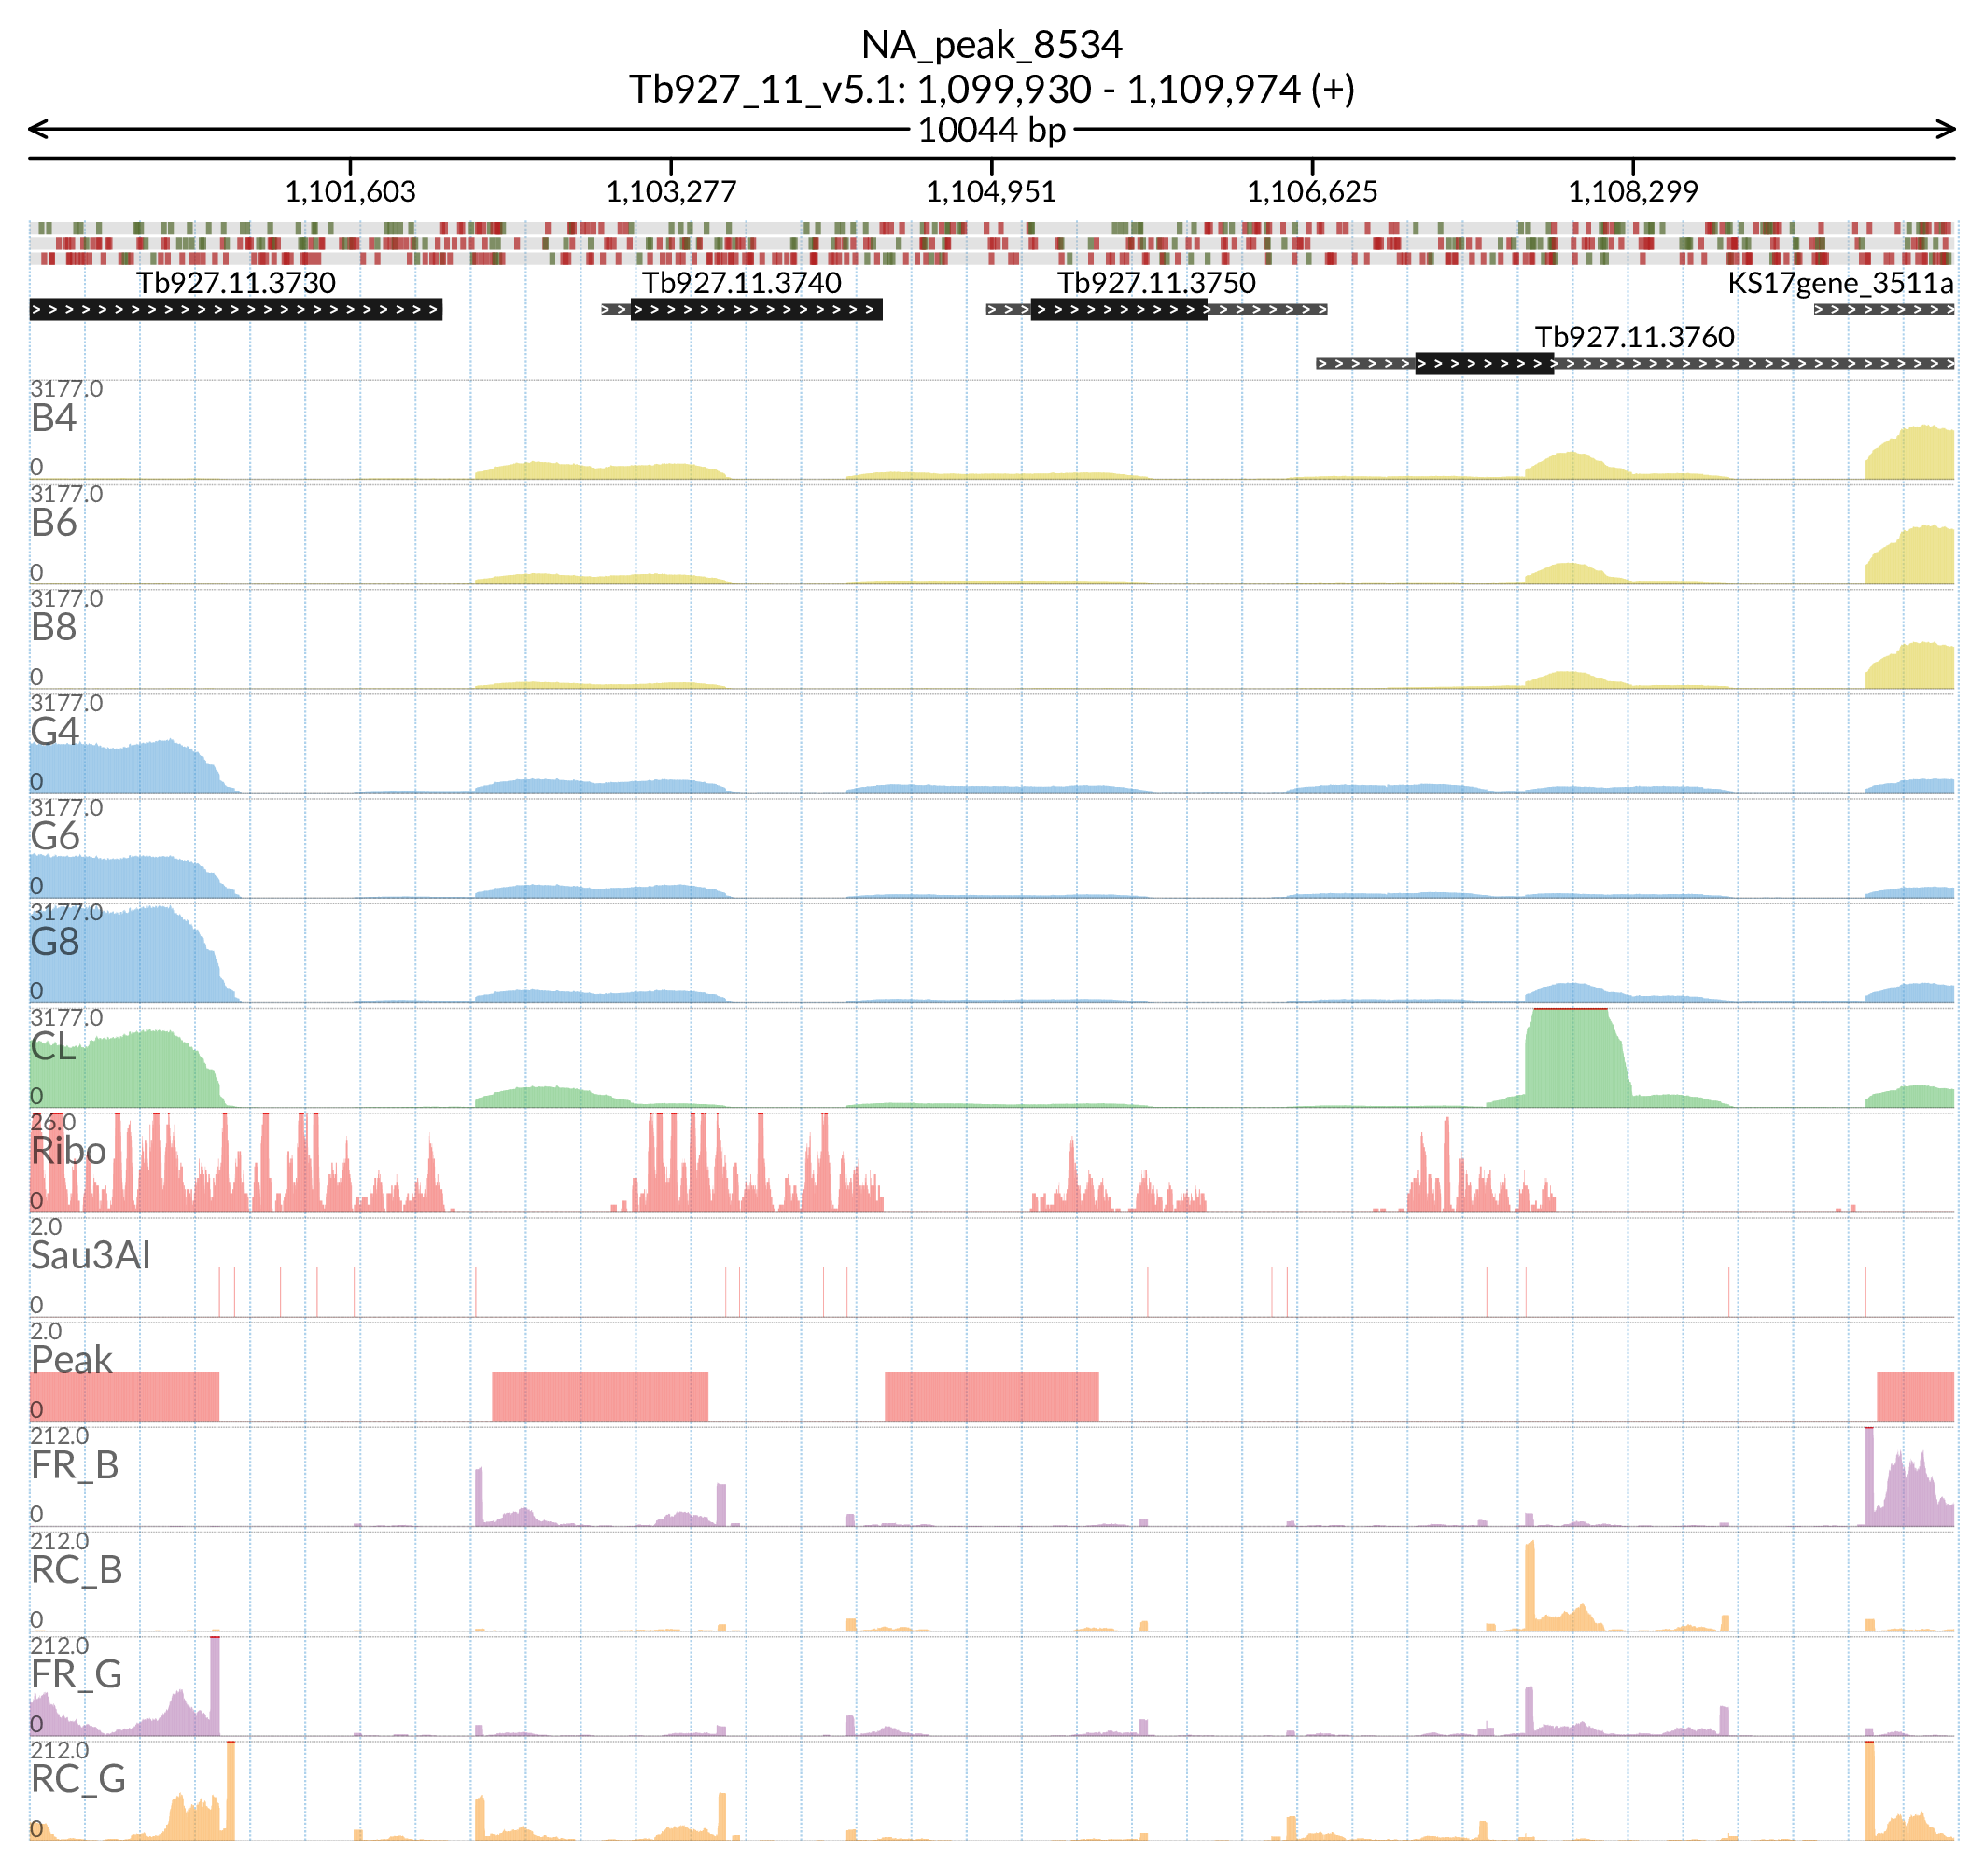 NA_peak_8534
Tb927_11_v5.1: 1,099,930 - 1,109,974 (+)
10044 bp
1,101,603 1,103,277 1,104,951 1,106,625 1,108,299
Tb927.11.3730 Tb927.11.3740 Tb927.11.3750 KS17gene_3511a
Tb927.11.3760
3177.0
B4
0
3177.0
B6
0
3177.0
B8
0
3177.0
G4
0
3177.0
G6
0
3177.0
G8
0
3177.0
CL
0
26.0
Ribo
0
2.0
Sau3AI
0
2.0
Peak
0
212.0
FR_B
0
212.0
RC_B
0
212.0
FR_G
0
212.0
RC_G
0